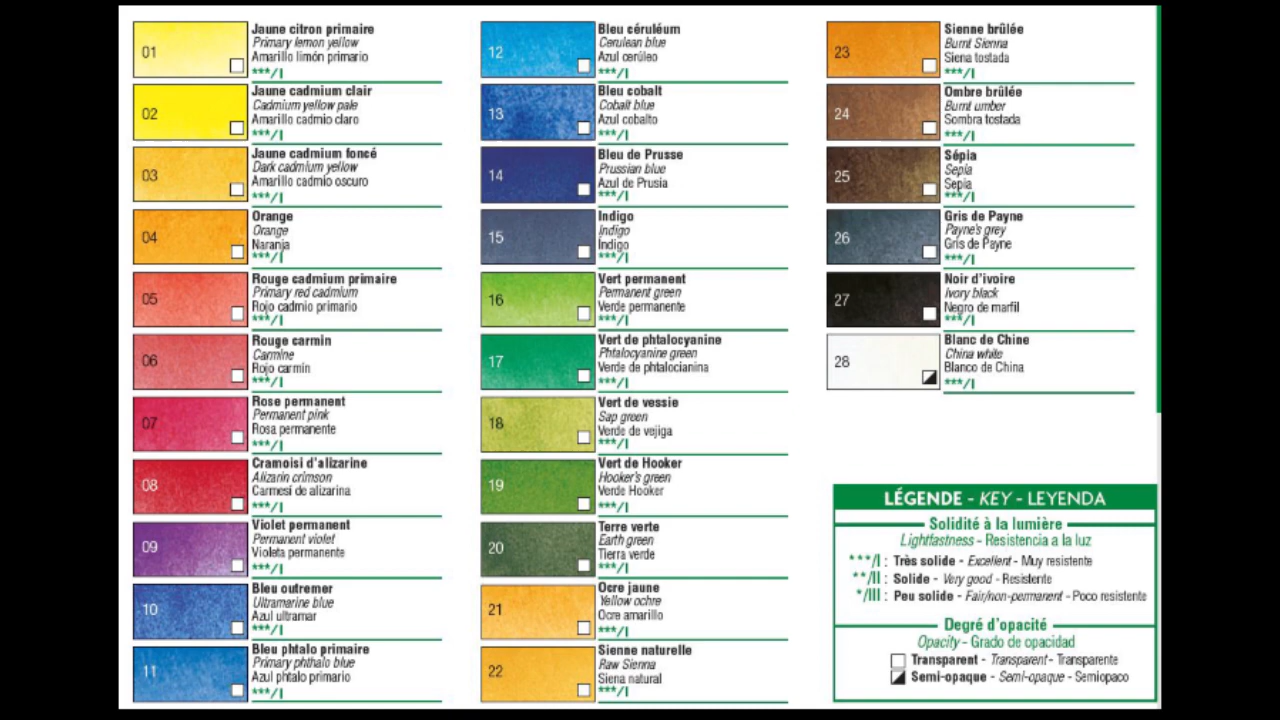 01
Jaune citron primaire
Primary lemon yellow
Amarillo limón primario
***/I
02
Jaune cadmium clair
Cadmium yellow pale
Amarillo cadmio claro
***/I
03
Jaune cadmium foncé
Dark cadmium yellow
Amarillo cadmio oscuro
***/I
04
Orange
Orange
Naranja
***/I
05
Rouge cadmium primaire
Primary red cadmium
Rojo cadmio primario
***/I
06
Rouge carmin
Carmine
Rojo carmín
***/I
07
Rose permanent
Permanent pink
Rosa permanente
***/I
08
Cramoisi d'alizarine
Alizarin crimson
Carmesí de alizarina
***/I
09
Violet permanent
Permanent violet
Violeta permanente
***/I
10
Bleu outremer
Ultramarine blue
Azul ultramar
***/I
11
Bleu phtalo primaire
Primary phthalo blue
Azul phtalo primario
***/I
12
Bleu céruléum
Cerulean blue
Azul cerúleo
***/I
13
Bleu cobalt
Cobalt blue
Azul cobalto
***/I
14
Bleu de Prusse
Prussian blue
Azul de Prusia
***/I
15
Indigo
Indigo
Índigo
***/I
16
Vert permanent
Permanent green
Verde permanente
***/I
17
Vert de phtalocyanine
Phtalocyanine green
Verde de phtalocianina
***/I
18
Vert de vessie
Sap green
Verde de vejiga
***/I
19
Vert de Hooker
Hooker's green
Verde Hooker
***/I
20
Terre verte
Earth green
Tierra verde
***/I
21
Ocre jaune
Yellow ochre
Ocre amarillo
***/I
22
Sienne naturelle
Raw Sienna
Siena natural
***/I
23
Sienne brûlée
Burnt Sienna
Siena tostada
***/I
24
Ombre brûlée
Burnt umber
Sombra tostada
***/I
25
Sépia
Sepia
Sepia
***/I
26
Gris de Payne
Payne's grey
Gris de Payne
***/I
27
Noir d'ivoire
Ivory black
Negro de marfil
***/I
28
Blanc de Chine
China white
Blanco de China
***/I
LÉGENDE - KEY - LEYENDA
Solidité à la lumière
Lightfastness - Resistencia a la luz
***/I : Très solide - Excellent - Muy resistente
**/II : Solide - Very good - Resistente
*/III : Peu solide - Fair/non-permanent - Poco resistente
Degré d'opacité
Opacity - Grado de opacidad
Transparent - Transparent - Transparente
Semi-opaque - Semi-opaque - Semiopaco